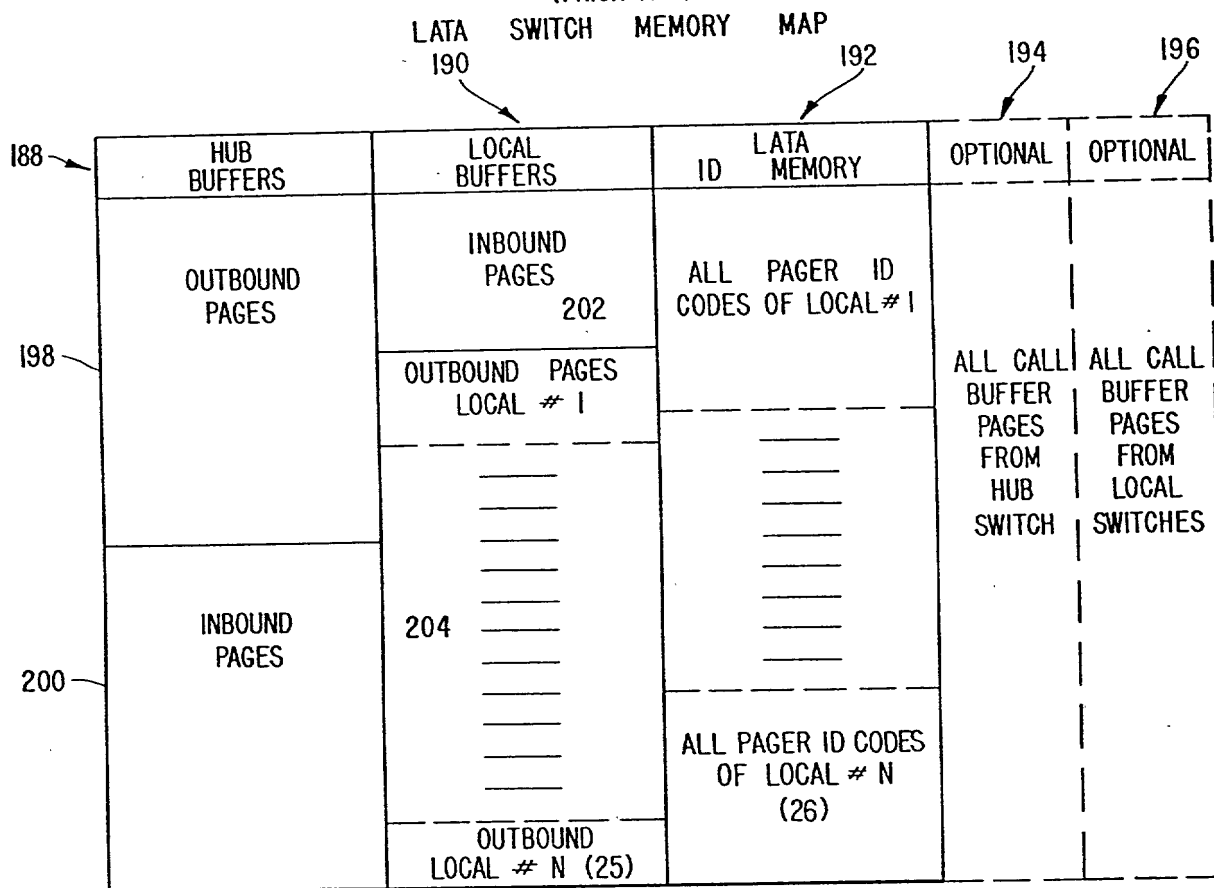 LATA SWITCH MEMORY MAP
188
190
192
194
196
HUB
BUFFERS
LOCAL
BUFFERS
LATA
ID MEMORY
OPTIONAL
OPTIONAL
OUTBOUND
PAGES
198
INBOUND
PAGES
200
INBOUND
PAGES
202
OUTBOUND PAGES
LOCAL # 1
204
OUTBOUND
LOCAL # N (25)
ALL PAGER ID
CODES OF LOCAL # 1
ALL PAGER ID CODES
OF LOCAL # N
(26)
ALL CALL
BUFFER
PAGES
FROM
HUB
SWITCH
ALL CALL
BUFFER
PAGES
FROM
LOCAL
SWITCHES